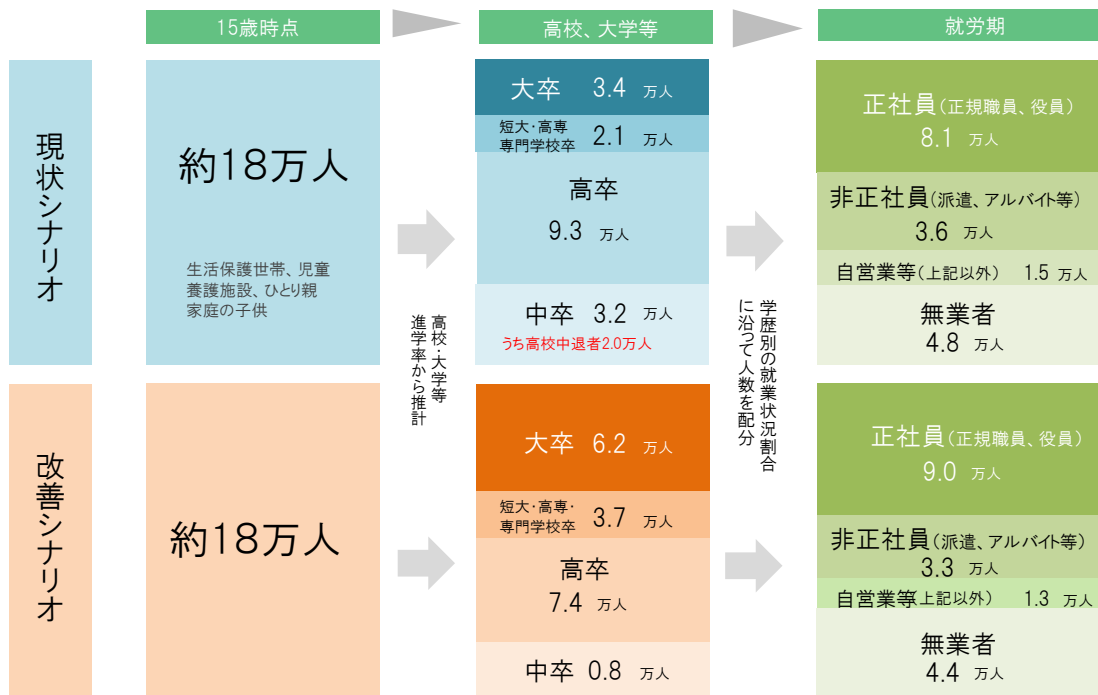 15歳時点
高校、大学等
就労期
現状シナリオ
約18万人
生活保護世帯、児童
養護施設、ひとり親
家庭の子供
高校・大学等
進学率から推計
大卒 3.4 万人
短大・高専
専門学校卒 2.1 万人
高卒
9.3 万人
中卒 3.2 万人
うち高校中退者2.0万人
学歴別の就業状況割合
に沿って人数を配分
正社員(正規職員、役員)
8.1 万人
非正社員(派遣、アルバイト等)
3.6 万人
自営業等(上記以外) 1.5 万人
無業者
4.8 万人
改善シナリオ
約18万人
大卒 6.2 万人
短大・高専・
専門学校卒 3.7 万人
高卒
7.4 万人
中卒 0.8 万人
正社員(正規職員、役員)
9.0 万人
非正社員(派遣、アルバイト等)
3.3 万人
自営業等(上記以外) 1.3 万人
無業者
4.4 万人